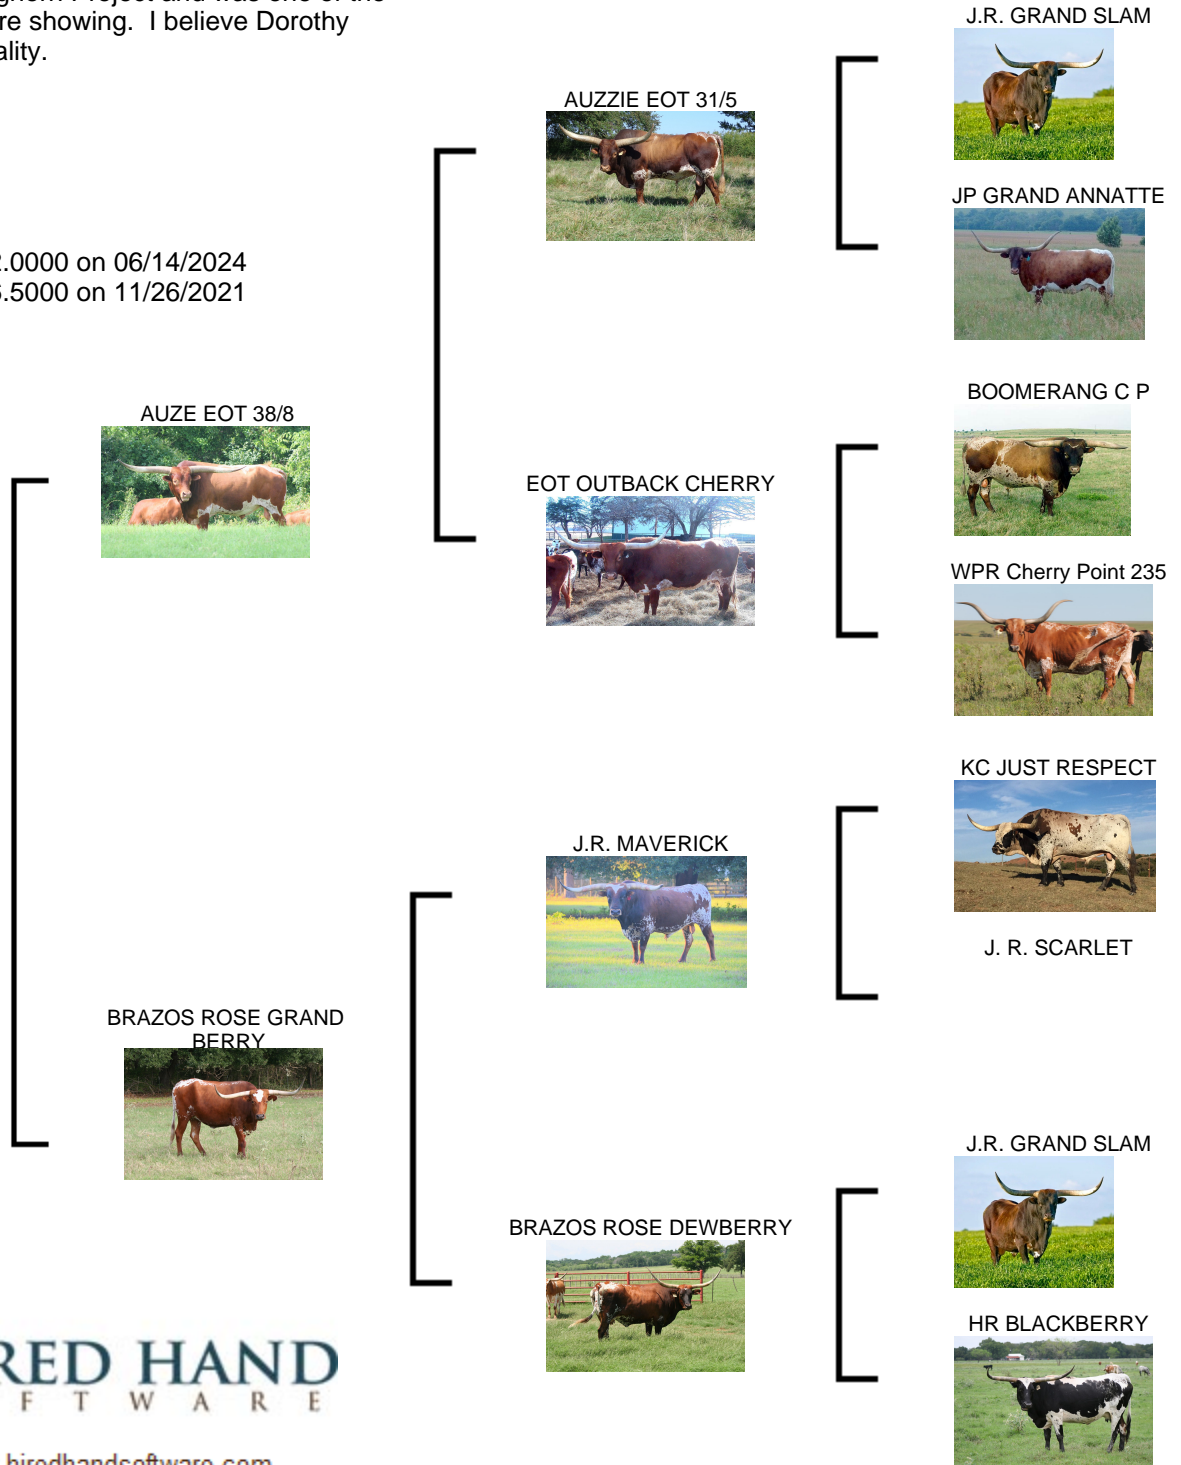 re showing.  I believe Dorothy
ality.
.0000 on 06/14/2024
.5000 on 11/26/2021
AUZE EOT 38/8
BRAZOS ROSE GRAND
BERRY
AUZZIE EOT 31/5
EOT OUTBACK CHERRY
J.R. MAVERICK
BRAZOS ROSE DEWBERRY
J.R. GRAND SLAM
JP GRAND ANNATTE
BOOMERANG C P
WPR Cherry Point 235
KC JUST RESPECT
J. R. SCARLET
J.R. GRAND SLAM
HR BLACKBERRY
RED HAND
F T W A R E
hiredhandsoftware.com